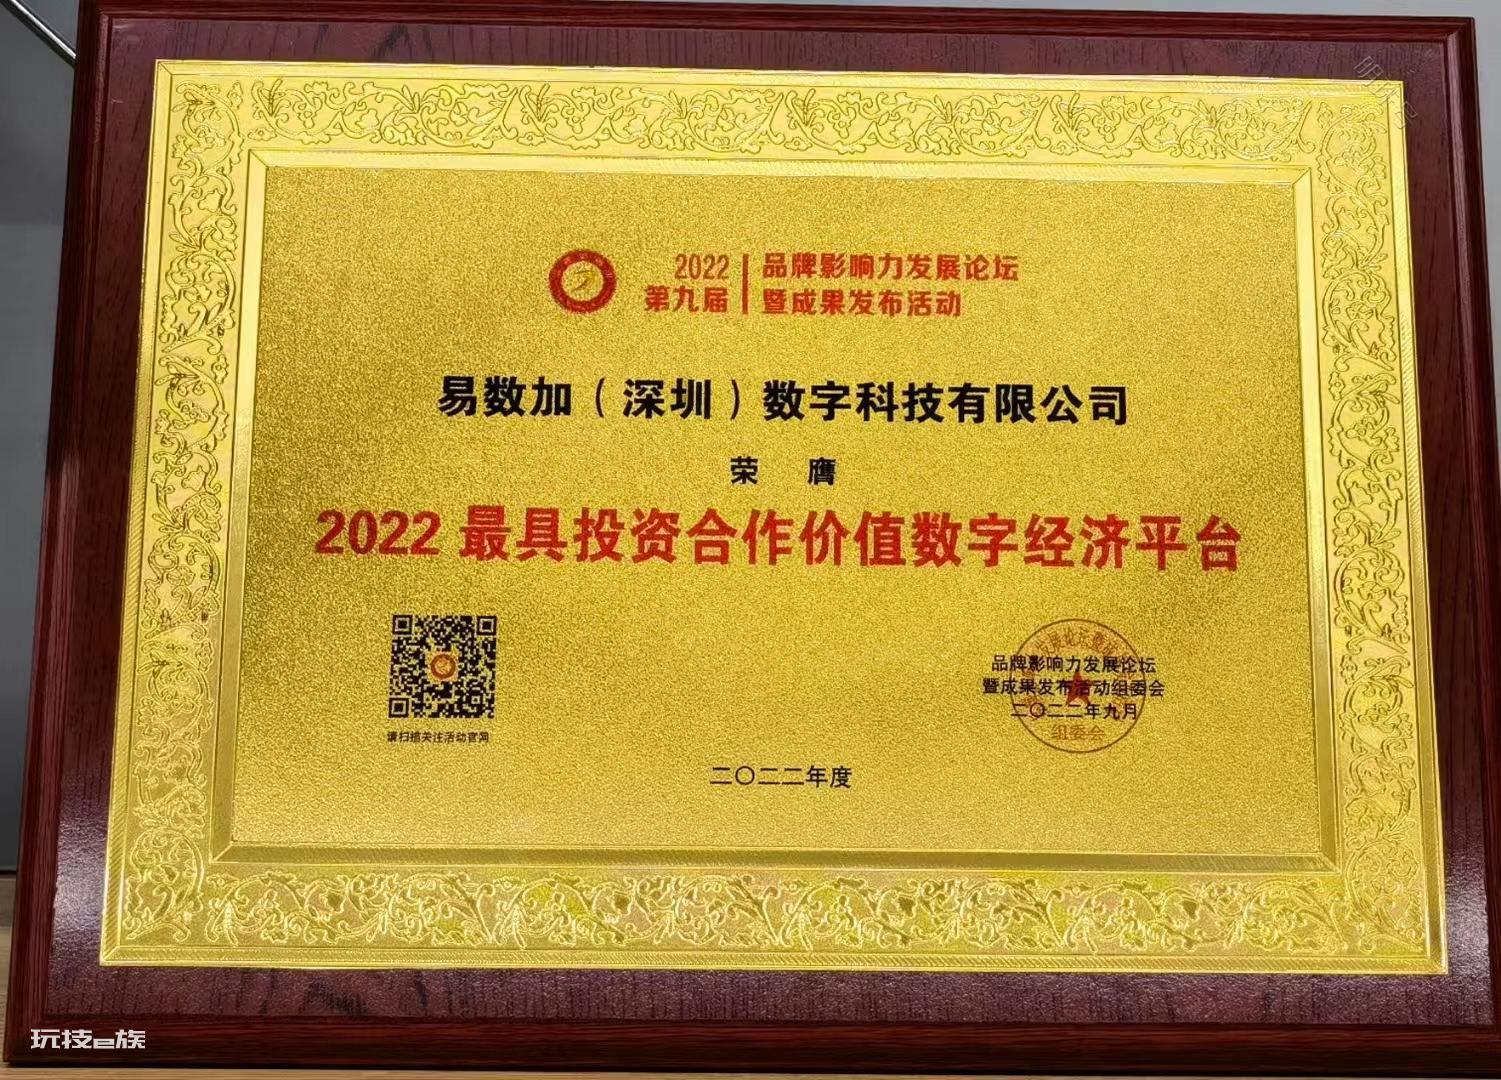 2022
第九届
品牌影响力发展论坛
暨成果发布活动
易数加（深圳）数字科技有限公司
荣 膺
2022最具投资合作价值数字经济平台
请扫描关注活动官网
品牌影响力发展论坛
暨成果发布活动组委会
二〇二二年九月
组委会
二〇二二年度
玩技e族